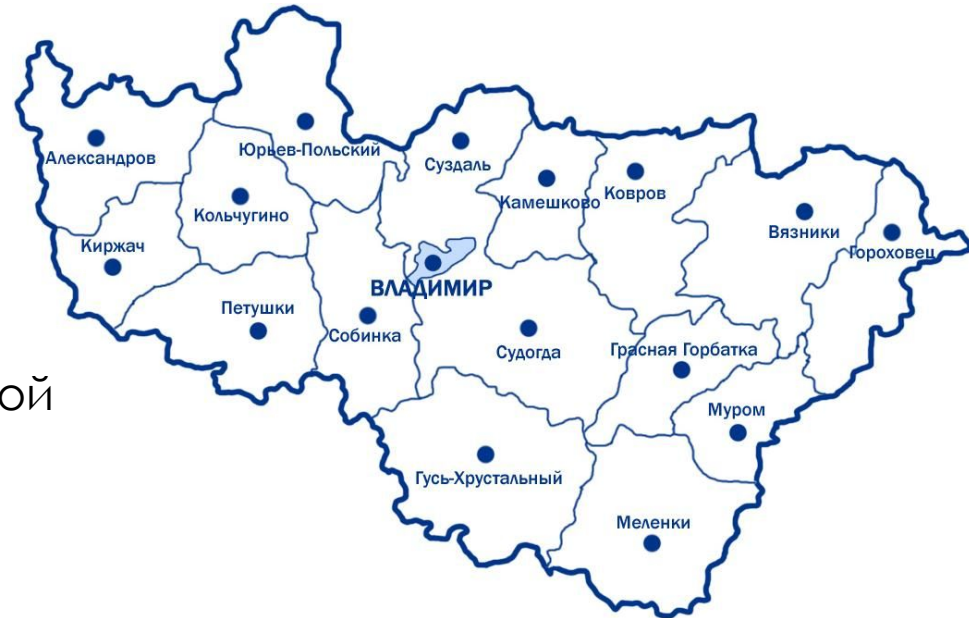 Александров
Юрьев-Польский
Суздаль
Кольчугино
Камешково
Ковров
Вязники
Гороховец
Киржач
ВЛАДИМИР
Петушки
Собинка
Судогда
Грасная Горбатка
ой
Муром
Гусь-Хрустальный
Меленки